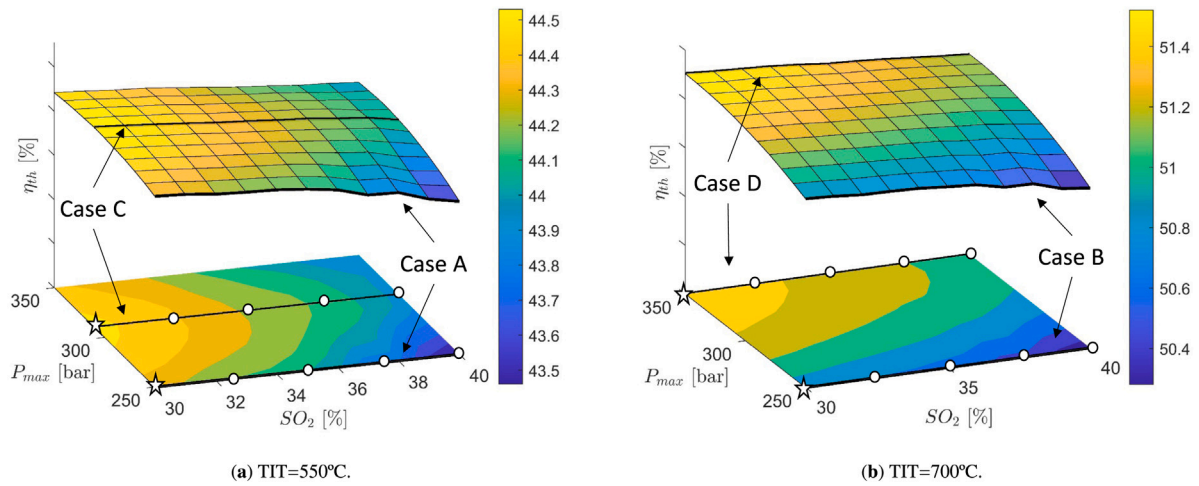 44.5
44.4
44.3
44.2
44.1
44
43.9
43.8
43.7
43.6
43.5
η_th [%]
Case C
Case A
350
300
250
P_max [bar]
30
32
34
36
38
40
SO_2 [%]
(a) TIT=550ºC.
51.4
51.2
51
50.8
50.6
50.4
η_th [%]
Case D
Case B
350
300
250
P_max [bar]
30
35
40
SO_2 [%]
(b) TIT=700ºC.